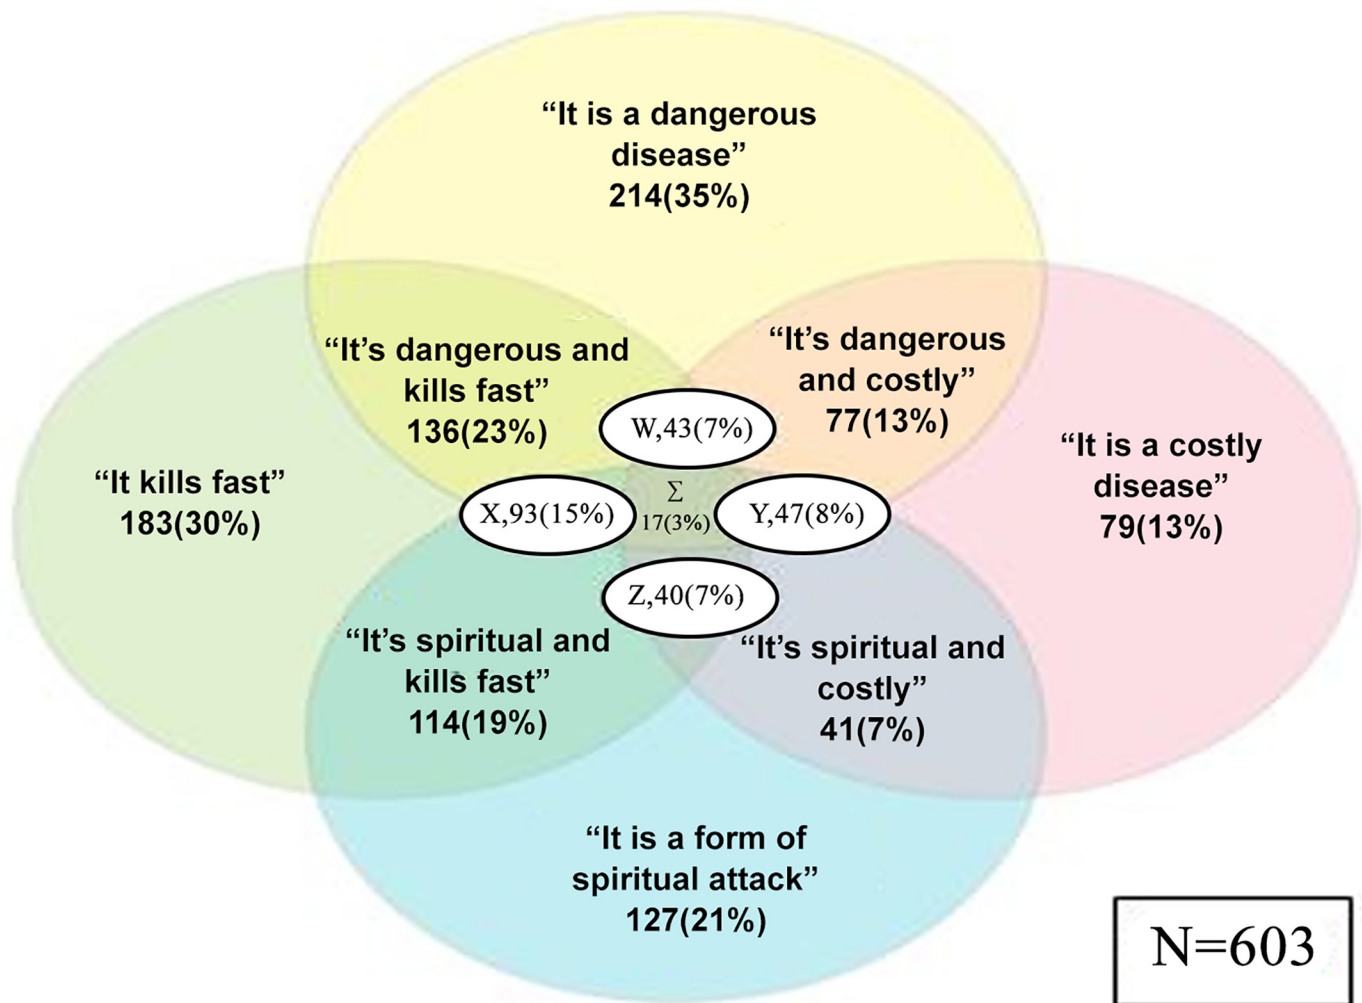 “It is a dangerous
disease”
214(35%)
“It's dangerous and
kills fast”
136(23%)
“It's dangerous
and costly”
77(13%)
W,43(7%)
“It kills fast”
183(30%)
X,93(15%)
∑
17(3%)
Y,47(8%)
“It is a costly
disease”
79(13%)
Z,40(7%)
“It’s spiritual and
kills fast”
114(19%)
“It’s spiritual and
costly”
41(7%)
“It is a form of
spiritual attack”
127(21%)
N=603